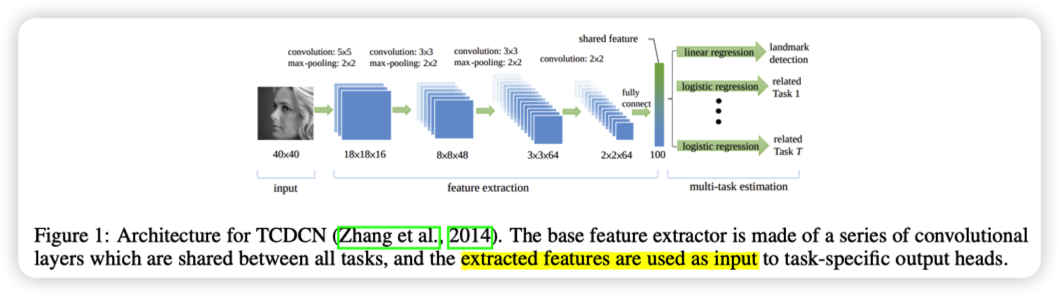 convolution: 5x5
max-pooling: 2x2
convolution: 3x3
max-pooling: 2x2
convolution: 3x3
max-pooling: 2x2
convolution: 2x2
shared feature
fully
connect
linear regression
landmark
detection
logistic regression
related
Task 1
logistic regression
related
Task T
40x40
18x18x16
8x8x48
3x3x64
2x2x64
100
input
feature extraction
multi-task estimation
Figure 1: Architecture for TCDCN (Zhang et al., 2014). The base feature extractor is made of a series of convolutional
layers which are shared between all tasks, and the extracted features are used as input to task-specific output heads.